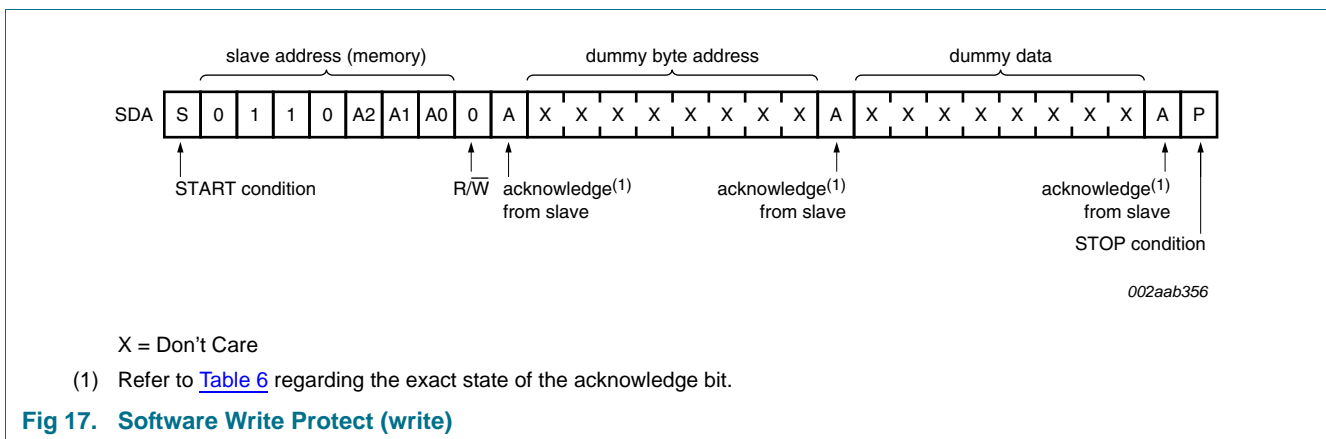 slave address (memory) dummy byte address dummy data
SDA S 0 1 1 0 A2 A1 A0 0 A X X X X X X X X A X X X X X X X X A P
START condition R/W̅ acknowledge(1) acknowledge(1) acknowledge(1)
from slave from slave from slave
STOP condition
002aab356
X = Don't Care
(1) Refer to Table 6 regarding the exact state of the acknowledge bit.
Fig 17. Software Write Protect (write)